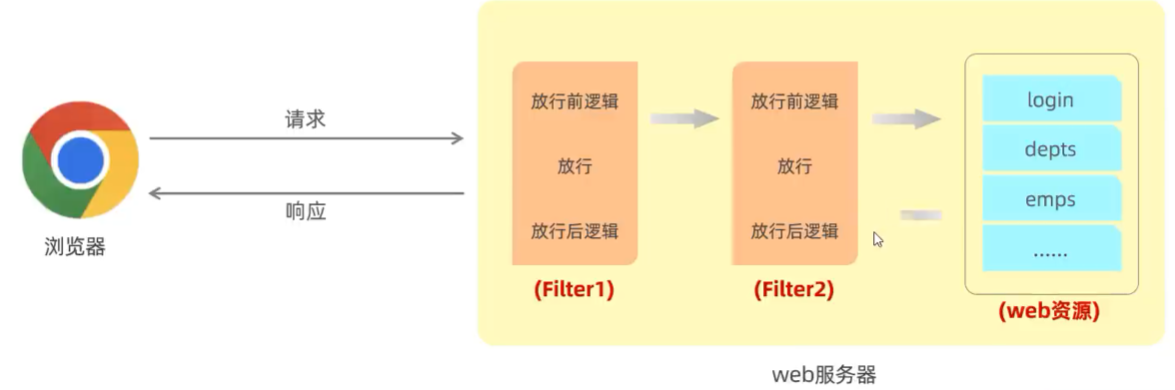 请求
响应
浏览器
放行前逻辑
放行
放行后逻辑
(Filter1)
放行前逻辑
放行
放行后逻辑
(Filter2)
login
depts
emps
......
(web资源)
web服务器